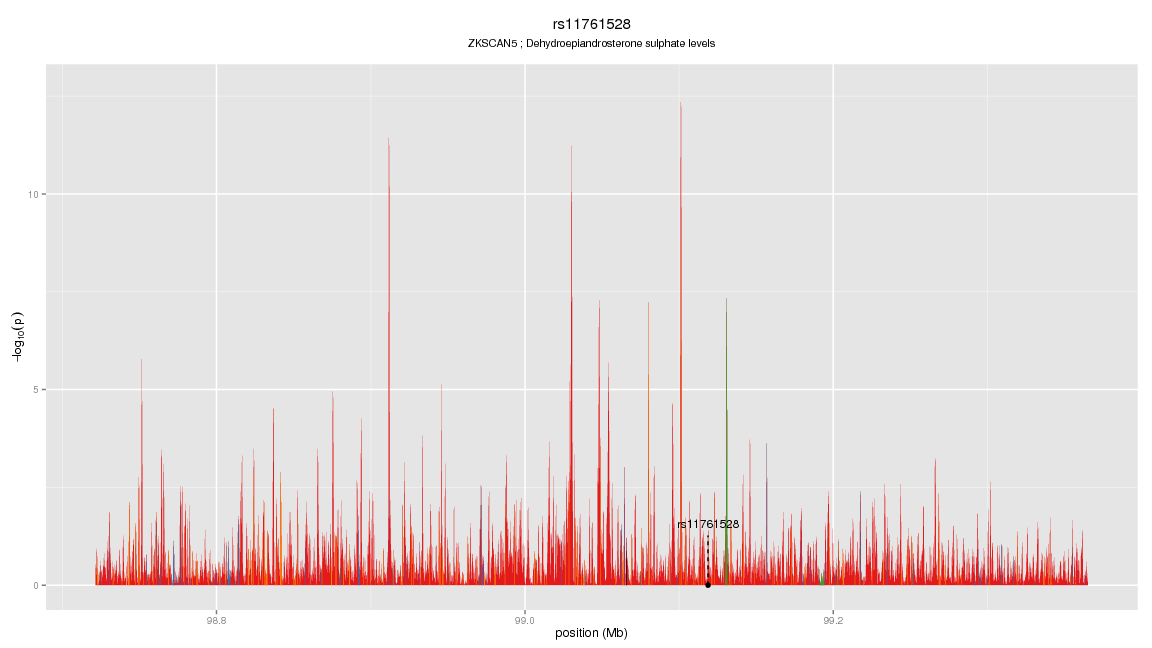 rs11761528
ZKSCAN5 ; Dehydroepiandrosterone sulphate levels
10
5
0
−log10(p)
rs11761528
98.8
99.0
99.2
position (Mb)